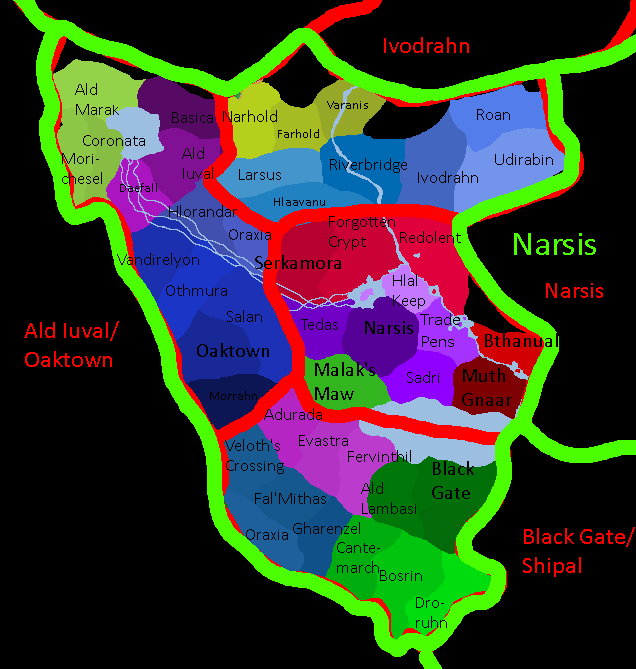 Ivodrahn
Ald
Marak
Basica
Narhold
Varanis
Farhold
Roan
Coronata
Mori-
chesel
Ald
Iuval
Daefall
Larsus
Riverbridge
Ivodrahn
Udirabin
Hlaavanu
Hlorandar
Oraxia
Forgotten
Crypt
Redolent
Narsis
Vandirelyon
Serkamora
Othmura
Hlal
Keep
Narsis
Salan
Tedas
Narsis
Trade
Pens
Bthanual
Ald Iuval/
Oaktown
Oaktown
Malak's
Maw
Sadri
Muth
Gnaar
Morrahn
Adurada
Evastra
Veloth's
Crossing
Fervinthil
Black
Gate
Fal'Mithas
Ald
Lambasi
Oraxia
Gharenzel
Cante-
march
Bosrin
Dro-
ruhn
Black Gate/
Shipal